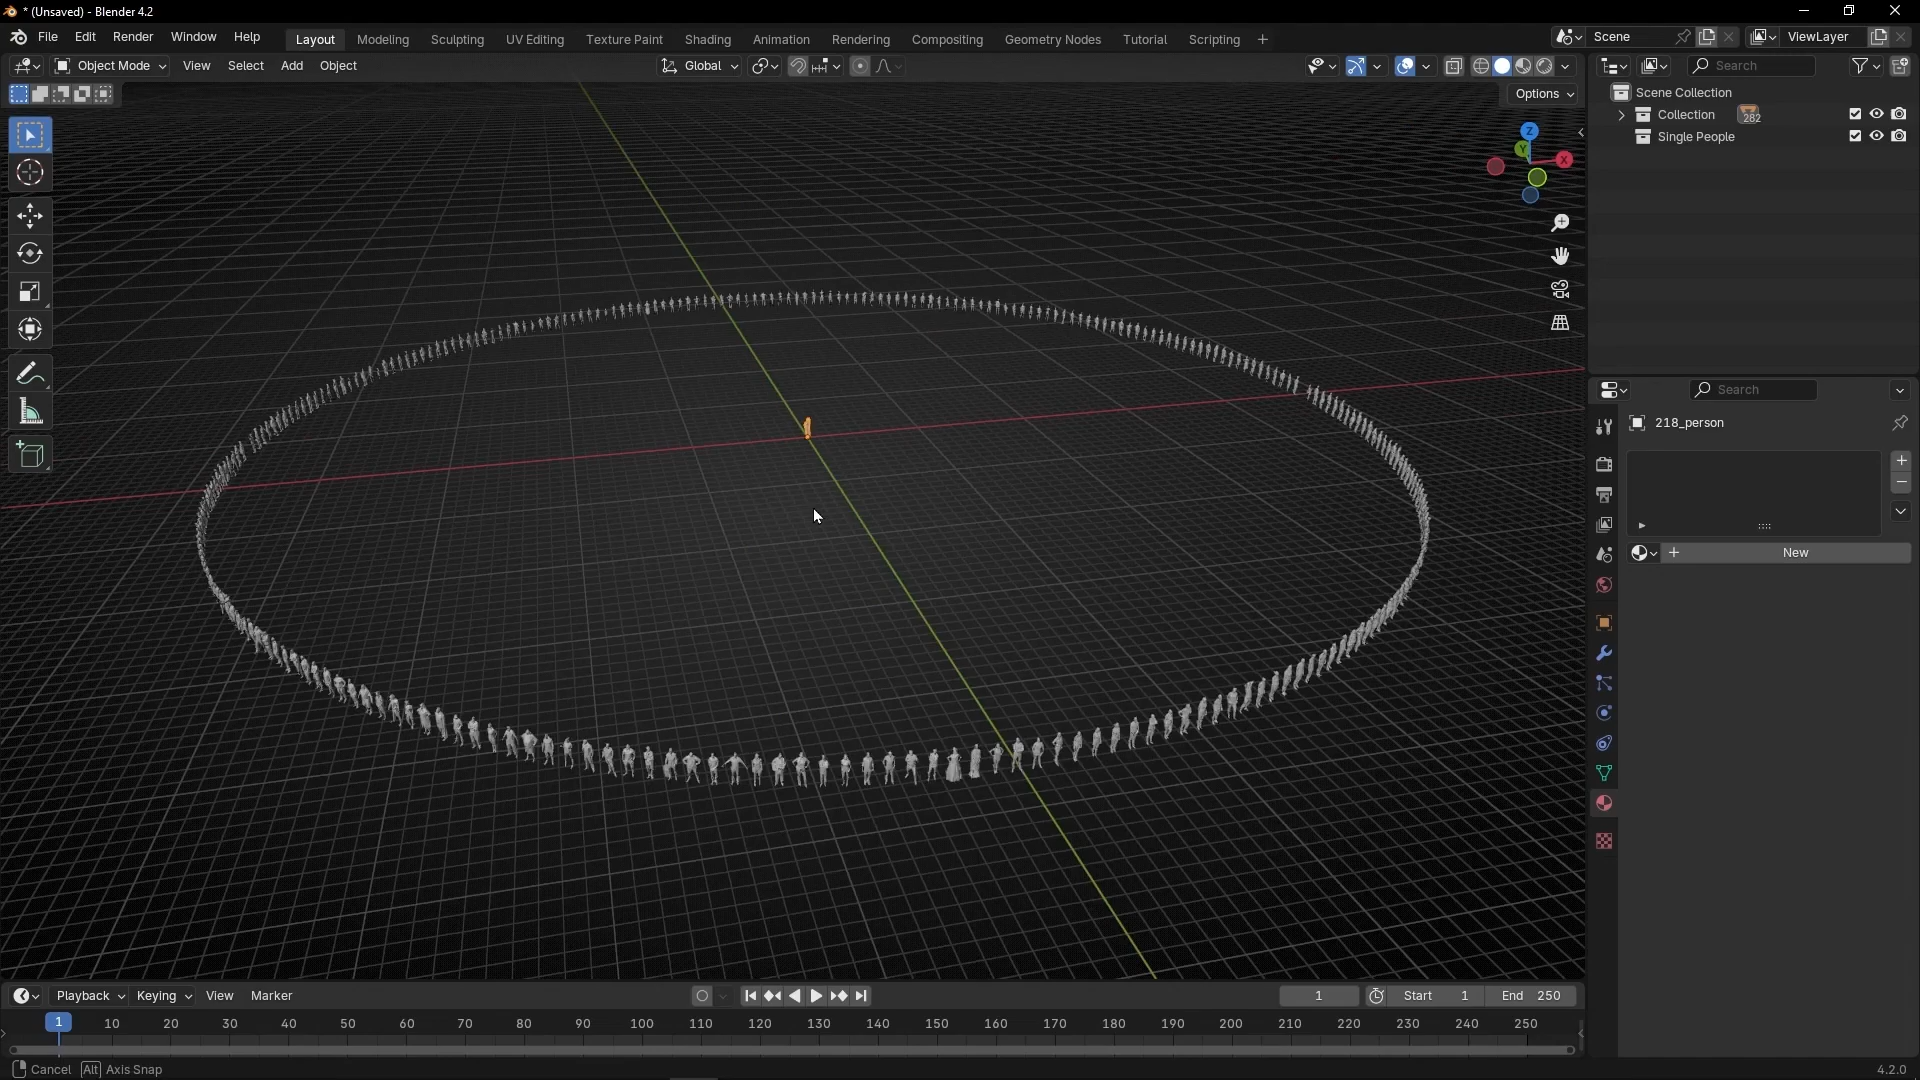 * (Unsaved) - Blender 4.2
File Edit Render Window Help
Layout Modeling Sculpting UV Editing Texture Paint Shading Animation Rendering Compositing Geometry Nodes Tutorial Scripting +
Scene
ViewLayer
Object Mode View Select Add Object
Global
Search
Options
Scene Collection
Collection 282
Single People
Z
Y
X
Search
218_person
+ New
Playback Keying View Marker
1
Start 1
End 250
1 10 20 30 40 50 60 70 80 90 100 110 120 130 140 150 160 170 180 190 200 210 220 230 240 250
Cancel Alt Axis Snap
4.2.0